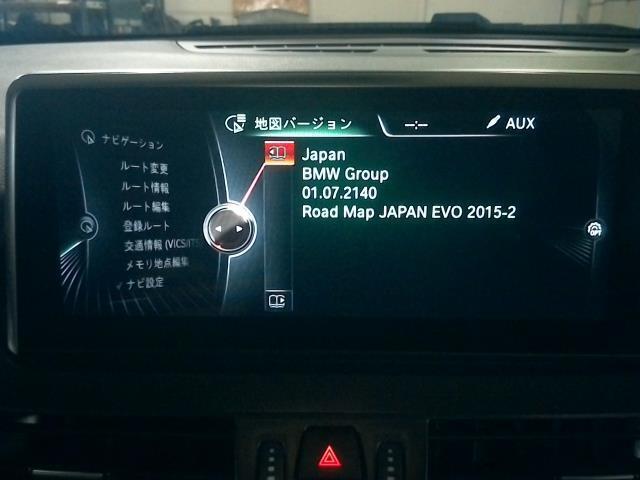 地図バージョン
--:--
AUX
ナビゲーション
ルート変更
ルート情報
ルート編集
登録ルート
交通情報 (VICS/ITS
メモリ地点編集
ナビ設定
Japan
BMW Group
01.07.2140
Road Map JAPAN EVO 2015-2
OPT